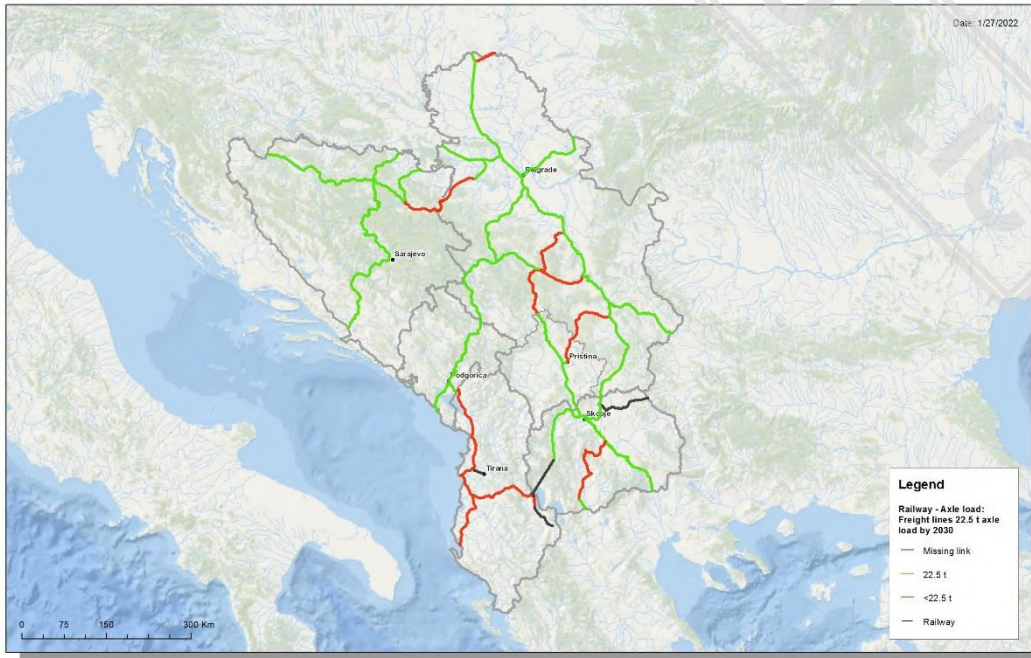 Date: 1/27/2022
Belgrade
Sarajevo
Pristina
Podgorica
Skopje
Tirana
Legend
Railway - Axle load:
Freight lines 22.5 t axle
load by 2030
Missing link
22.5 t
<22.5 t
Railway
0 75 150 300 Km